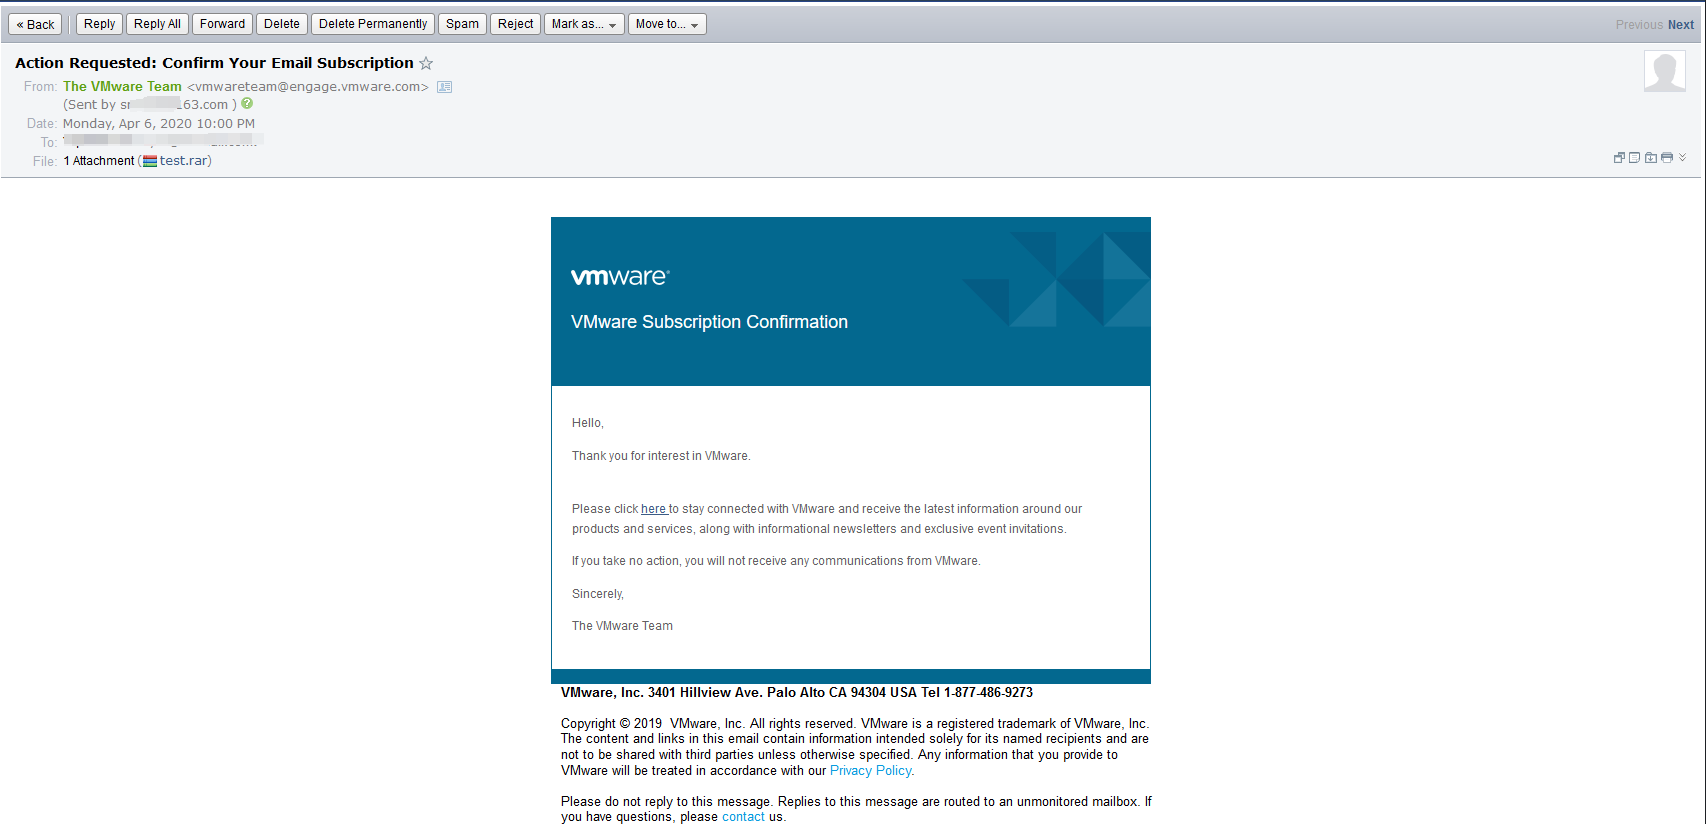 « Back Reply Reply All Forward Delete Delete Permanently Spam Reject Mark as... Move to... Previous Next
Action Requested: Confirm Your Email Subscription
From: The VMware Team <vmwareteam@engage.vmware.com>
(Sent by 163.com )
Date: Monday, Apr 6, 2020 10:00 PM
To:
File: 1 Attachment (test.rar)
vmware
VMware Subscription Confirmation
Hello,
Thank you for interest in VMware.
Please click here to stay connected with VMware and receive the latest information around our
products and services, along with informational newsletters and exclusive event invitations.
If you take no action, you will not receive any communications from VMware.
Sincerely,
The VMware Team
VMware, Inc. 3401 Hillview Ave. Palo Alto CA 94304 USA Tel 1-877-486-9273
Copyright © 2019 VMware, Inc. All rights reserved. VMware is a registered trademark of VMware, Inc.
The content and links in this email contain information intended solely for its named recipients and are
not to be shared with third parties unless otherwise specified. Any information that you provide to
VMware will be treated in accordance with our Privacy Policy.
Please do not reply to this message. Replies to this message are routed to an unmonitored mailbox. If
you have questions, please contact us.